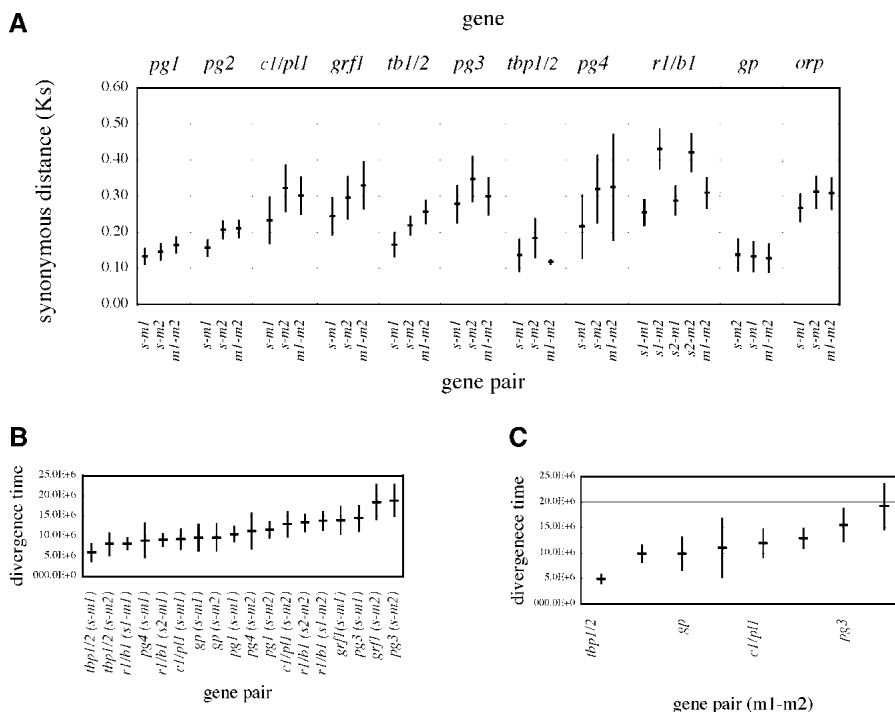 A
gene
pg1 pg2 c1/pl1 grf1 tb1/2 pg3 tbp1/2 pg4 r1/b1 gp orp
synonymous distance (Ks)
0.60
0.40
0.30
0.20
0.10
0.00
s-m1 s-m2 m1-m2 s-m1 s-m2 m1-m2 s-m1 s-m2 m1-m2 s-m1 s-m2 m1-m2 s-m1 s-m2 m1-m2 s-m1 s-m2 m1-m2 s-m1 s-m2 m1-m2 s-m1 s-m2 m1-m2 s1-m1 s1-m2 s2-m1 s2-m2 m1-m2 s-m2 s-m1 m1-m2 s-m1 s-m2 m1-m2
gene pair
B
divergence time
25.0E+6
20.0E+6
15.0E+6
10.0E+6
5.0E+6
000.0E+0
tbp1/2 (s-m1)
tbp1/2 (s-m2)
r1/b1 (s1-m1)
pg4 (s-m1)
r1/b1 (s2-m1)
c1/pl1 (s-m1)
gp (s-m1)
gp (s-m2)
pg1 (s-m1)
pg4 (s-m2)
pg1 (s-m2)
c1/pl1 (s-m2)
r1/b1 (s2-m2)
r1/b1 (s1-m2)
grf1(s-m1)
pg3 (s-m1)
grf1 (s-m2)
pg3 (s-m2)
gene pair
C
divergenece time
25.0E+6
20.0E+6
15.0E+6
10.0E+6
5.0E+6
000.0E+0
tbp1/2
gp
c1/pl1
pg3
gene pair (m1-m2)